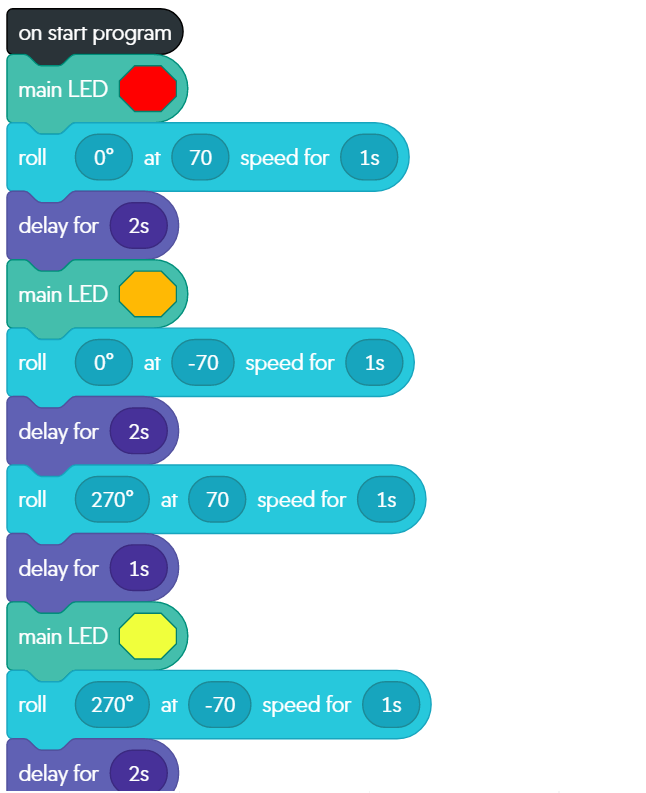 on start program
main LED
roll 0° at 70 speed for 1s
delay for 2s
main LED
roll 0° at -70 speed for 1s
delay for 2s
roll 270° at 70 speed for 1s
delay for 1s
main LED
roll 270° at -70 speed for 1s
delay for 2s